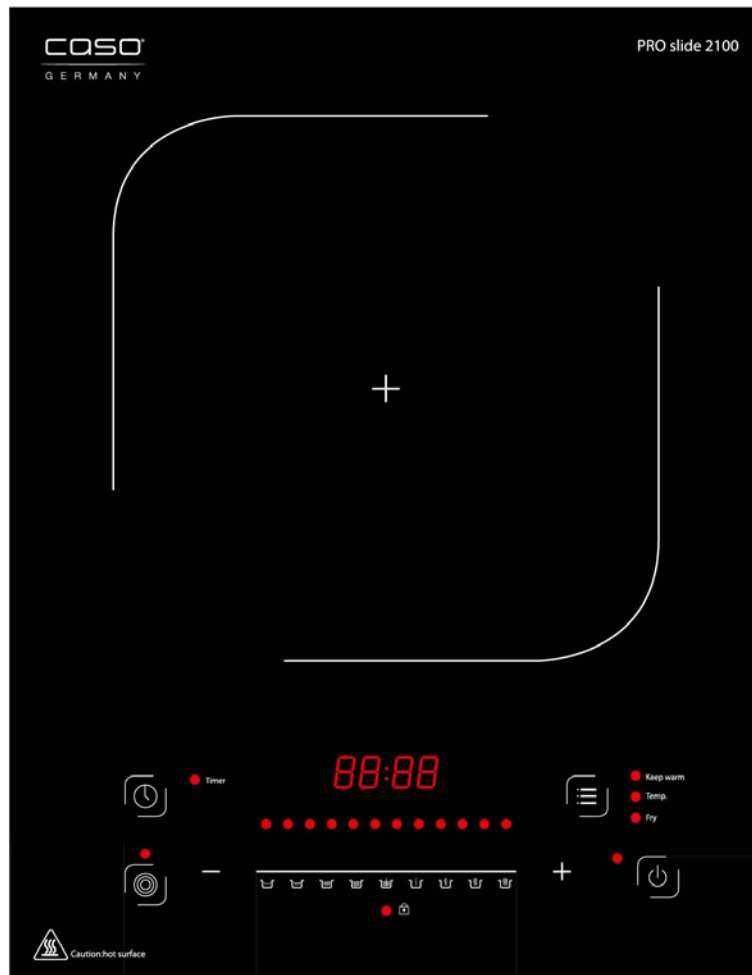 caso®
GERMANY
PRO slide 2100
88:88
Timer
Keep warm
Temp.
Fry
− +
Caution:hot surface